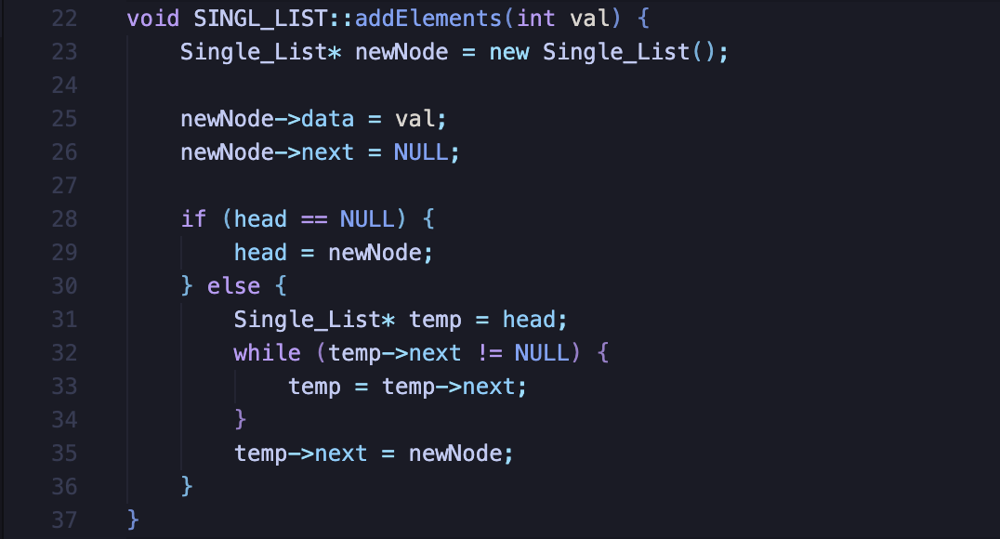 22 void SINGL_LIST::addElements(int val) {
23 Single_List* newNode = new Single_List();
24
25 newNode->data = val;
26 newNode->next = NULL;
27
28 if (head == NULL) {
29 head = newNode;
30 } else {
31 Single_List* temp = head;
32 while (temp->next != NULL) {
33 temp = temp->next;
34 }
35 temp->next = newNode;
36 }
37 }